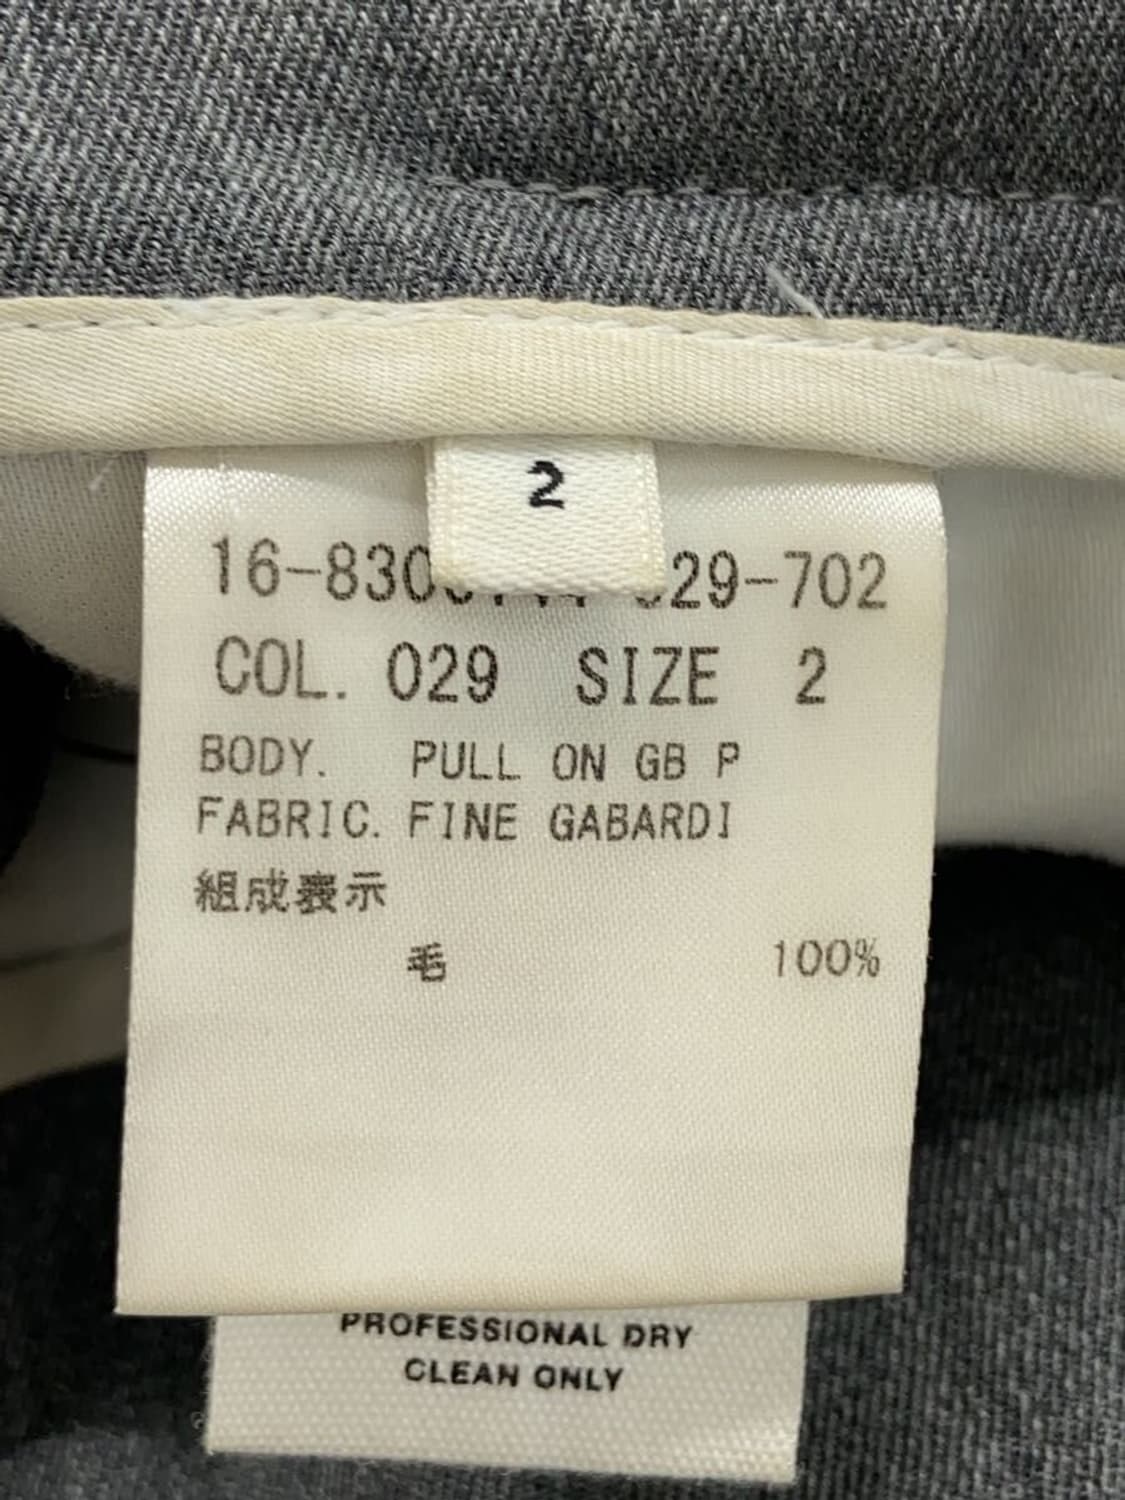 2
16-830 29-702
COL. 029 SIZE 2
BODY. PULL ON GB P
FABRIC. FINE GABARDI
組成表示
毛 100%
PROFESSIONAL DRY
CLEAN ONLY